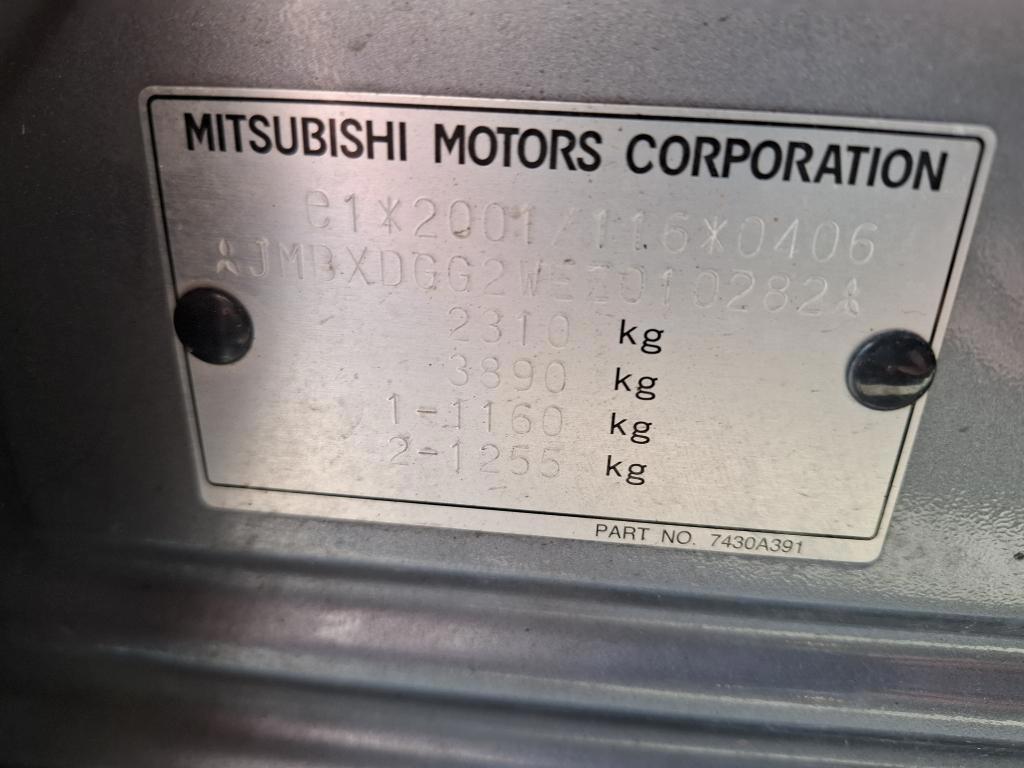 MITSUBISHI MOTORS CORPORATION
e1*2001/116*0406
JMBXDGG2WEZ010282
2310 kg
3890 kg
1-1160 kg
2-1255 kg
PART NO. 7430A391